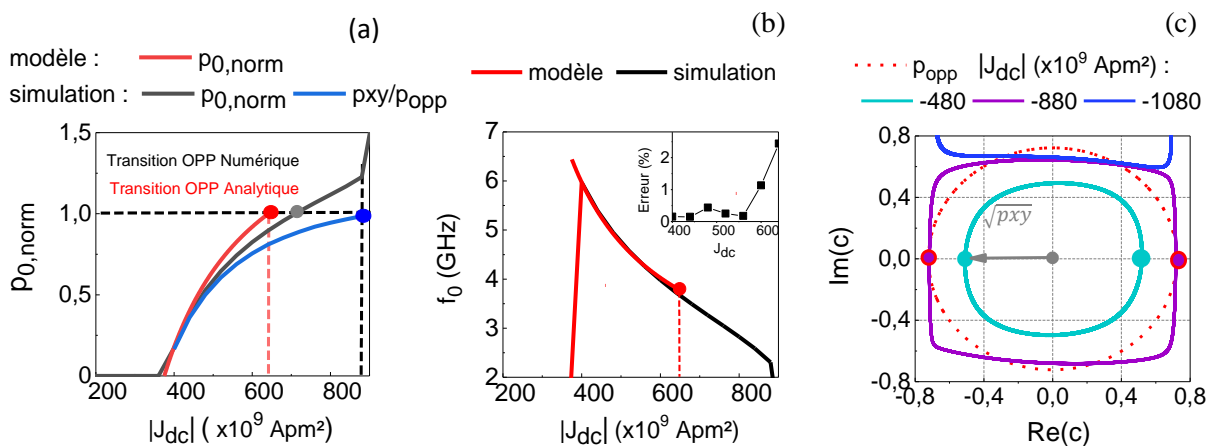 (a)
modèle : p0,norm
simulation : p0,norm pxy/popp
1,5
1.0
0,5
0
p0,norm
Transition OPP Numérique
Transition OPP Analytique
200 400 600 800
|Jdc| ( x10⁹ Apm²)
(b)
modèle simulation
7
6
5
4
3
2
f0 (GHz)
Erreur (%)
2
1
0
400 600
Jdc
200 400 600 800
|Jdc| (x10⁹ Apm²)
(c)
popp |Jdc| (x10⁹ Apm²) :
-480 -880 -1080
0,8
0,4
0,0
-0,4
-0,8
Im(c)
√pxy
-0,8 -0,4 0,0 0,4 0,8
Re(c)